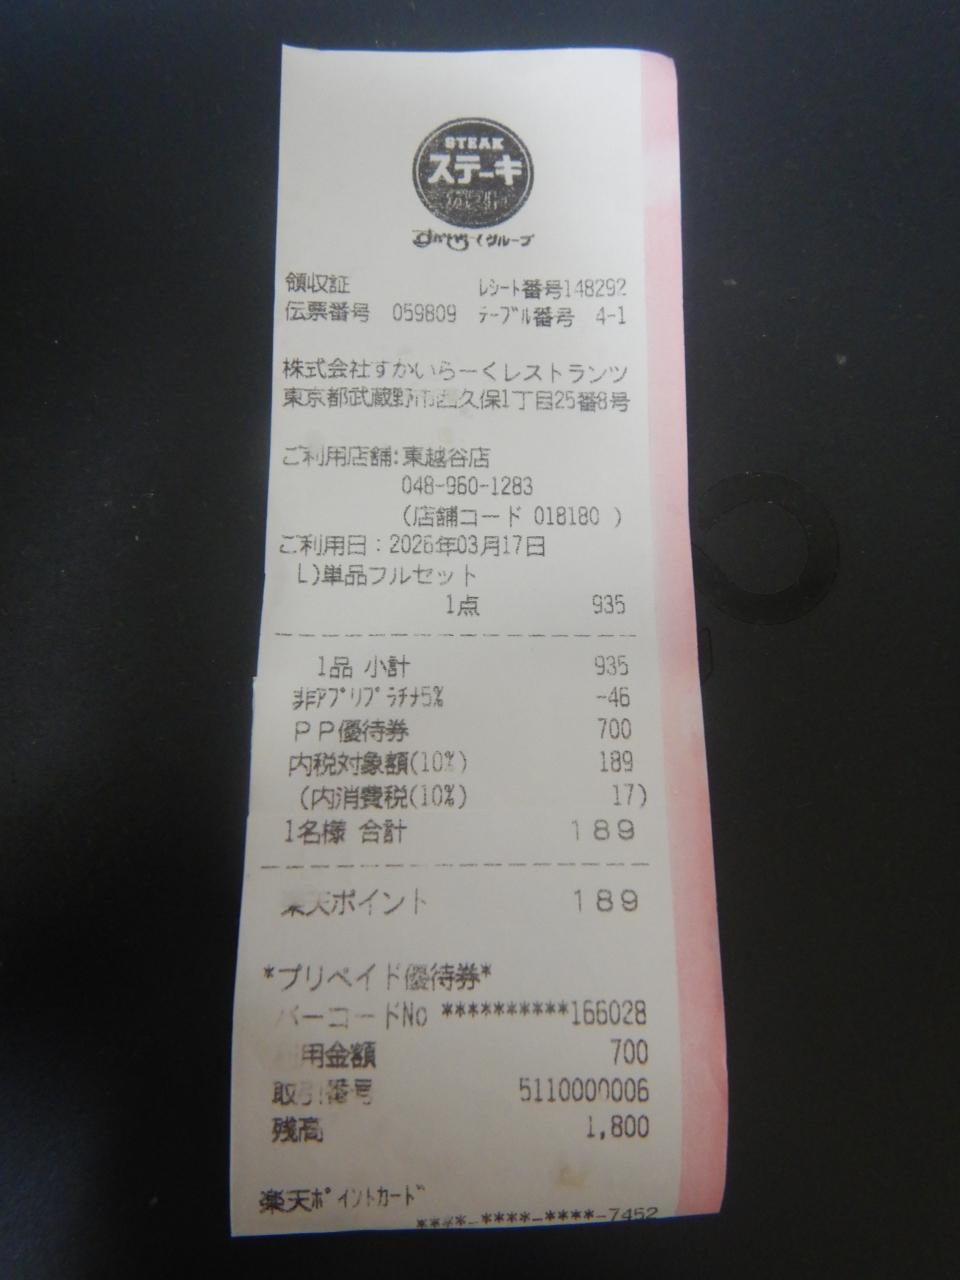 STEAK
ステーキ
ガスト
すかいらーくグループ
領収証 レシート番号148292
伝票番号 059809 テーブル番号 4-1
株式会社すかいらーくレストランツ
東京都武蔵野市西久保1丁目25番8号
ご利用店舗:東越谷店
048-960-1283
(店舗コード 018180 )
ご利用日:2026年03月17日
L)単品フルセット
1点 935
1品 小計 935
非アプリプラチナ5% -46
PP優待券 700
内税対象額(10%) 189
(内消費税(10%) 17)
1名様 合計 189
楽天ポイント 189
*プリペイド優待券*
バーコードNo **********166028
利用金額 700
取引番号 5110000006
残高 1,800
楽天ポイントカード
****-****-****-7452